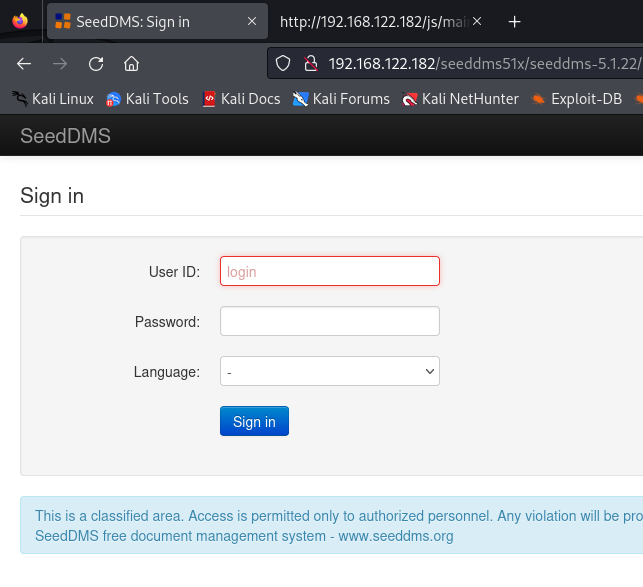 SeedDMS: Sign in
http://192.168.122.182/js/mai
192.168.122.182/seeddms51x/seeddms-5.1.22/
Kali Linux Kali Tools Kali Docs Kali Forums Kali NetHunter Exploit-DB
SeedDMS
Sign in
User ID: login
Password:
Language: -
Sign in
This is a classified area. Access is permitted only to authorized personnel. Any violation will be pro
SeedDMS free document management system - www.seeddms.org